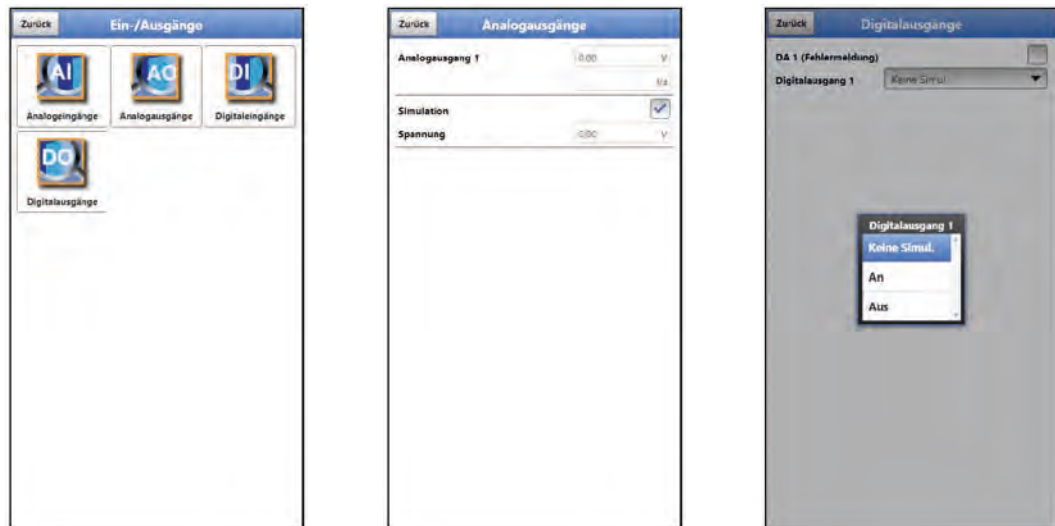 Zurück Ein-/Ausgänge
AI AO DI
Analogeingänge Analogausgänge Digitaleingänge
DO
Digitalausgänge
Zurück Analogausgänge
Analogausgang 1 0.00 V
l/s
Simulation
Spannung 0.00 V
Zurück Digitalausgänge
DA 1 (Fehlermeldung)
Digitalausgang 1 Keine Simul.
Digitalausgang 1
Keine Simul.
An
Aus